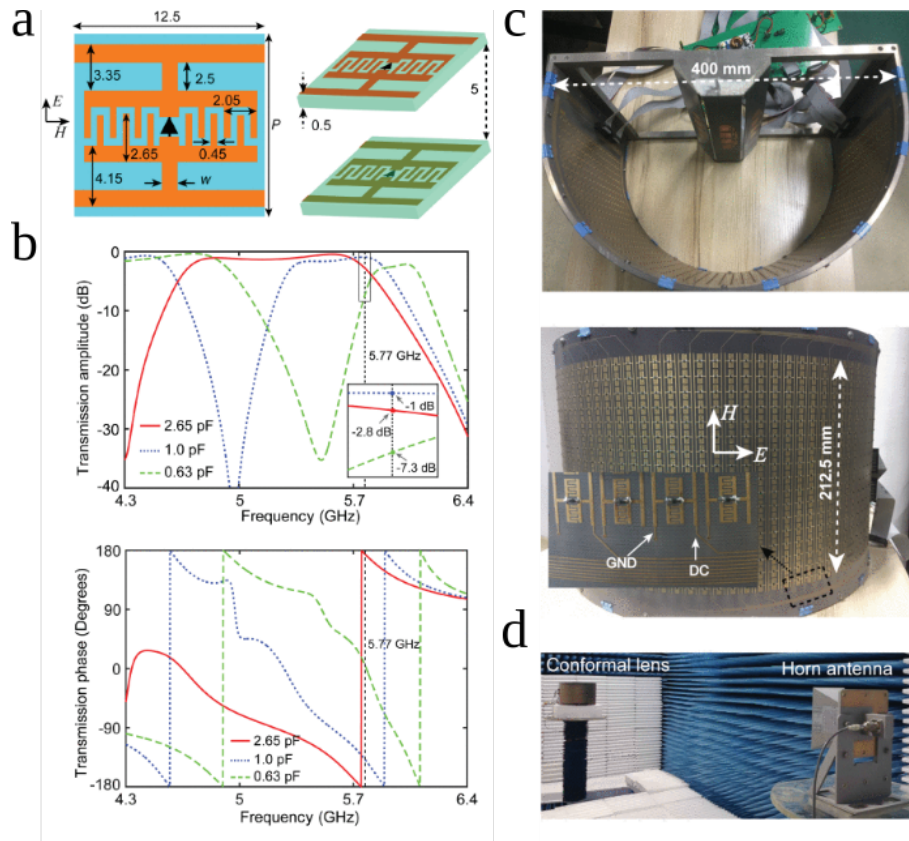 a
12.5
3.35
2.5
2.05
E
H
P
2.65
0.45
4.15
w
0.5
5
b
Transmission amplitude (dB)
0
-10
-20
-30
-40
5.77 GHz
-1 dB
-2.8 dB
-7.3 dB
2.65 pF
1.0 pF
0.63 pF
4.3 5 5.7 6.4
Frequency (GHz)
Transmission phase (Degrees)
180
90
0
-90
-180
5.77 GHz
2.65 pF
1.0 pF
0.63 pF
4.3 5 5.7 6.4
Frequency (GHz)
c
400 mm
H
E
212.5 mm
GND
DC
d
Conformal lens
Horn antenna